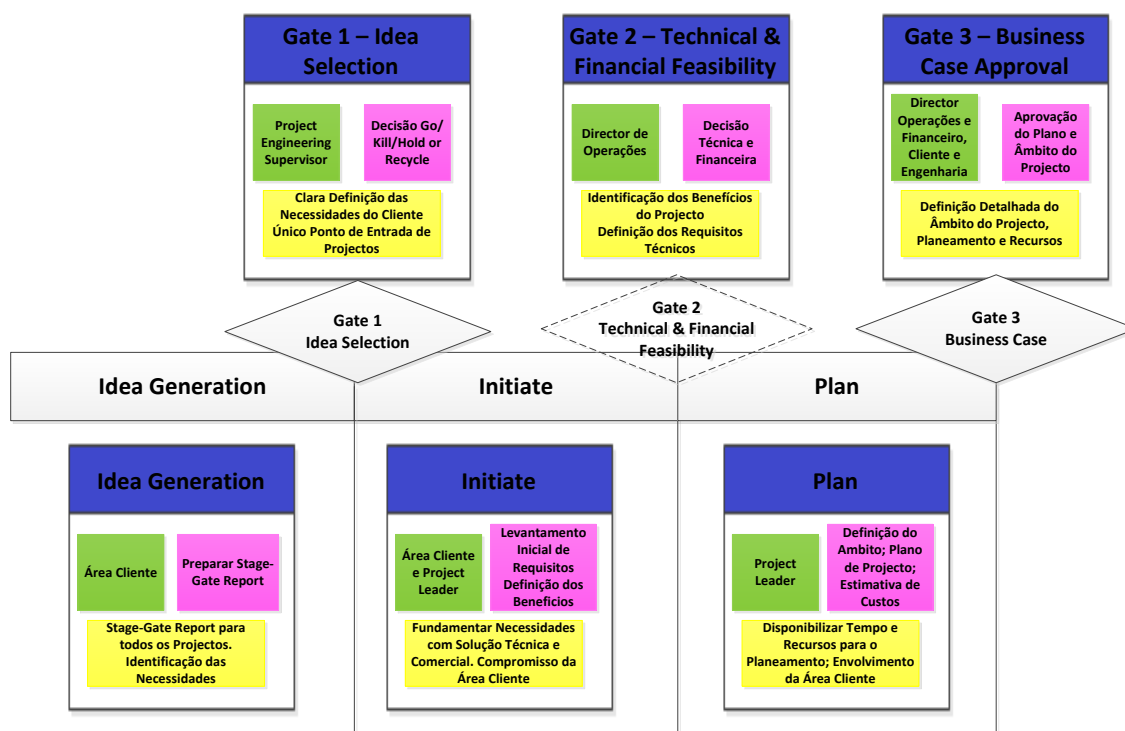 Gate 1 – Idea
Selection
Project
Engineering
Supervisor
Decisão Go/
Kill/Hold or
Recycle
Clara Definição das
Necessidades do Cliente
Único Ponto de Entrada de
Projectos
Gate 2 – Technical &
Financial Feasibility
Director de
Operações
Decisão
Técnica e
Financeira
Identificação dos Benefícios
do Projecto
Definição dos Requisitos
Técnicos
Gate 3 – Business
Case Approval
Director
Operações e
Financeiro,
Cliente e
Engenharia
Aprovação
do Plano e
Âmbito do
Projecto
Definição Detalhada do
Âmbito do Projecto,
Planeamento e Recursos
Gate 1
Idea Selection
Gate 2
Technical & Financial
Feasibility
Gate 3
Business Case
Idea Generation
Initiate
Plan
Idea Generation
Área Cliente
Preparar Stage-
Gate Report
Stage-Gate Report para
todos os Projectos.
Identificação das
Necessidades
Initiate
Área Cliente
e Project
Leader
Levantamento
Inicial de
Requisitos
Definição dos
Beneficios
Fundamentar Necessidades
com Solução Técnica e
Comercial. Compromisso da
Área Cliente
Plan
Project
Leader
Definição do
Ambito; Plano
de Projecto;
Estimativa de
Custos
Disponibilizar Tempo e
Recursos para o
Planeamento; Envolvimento
da Área Cliente